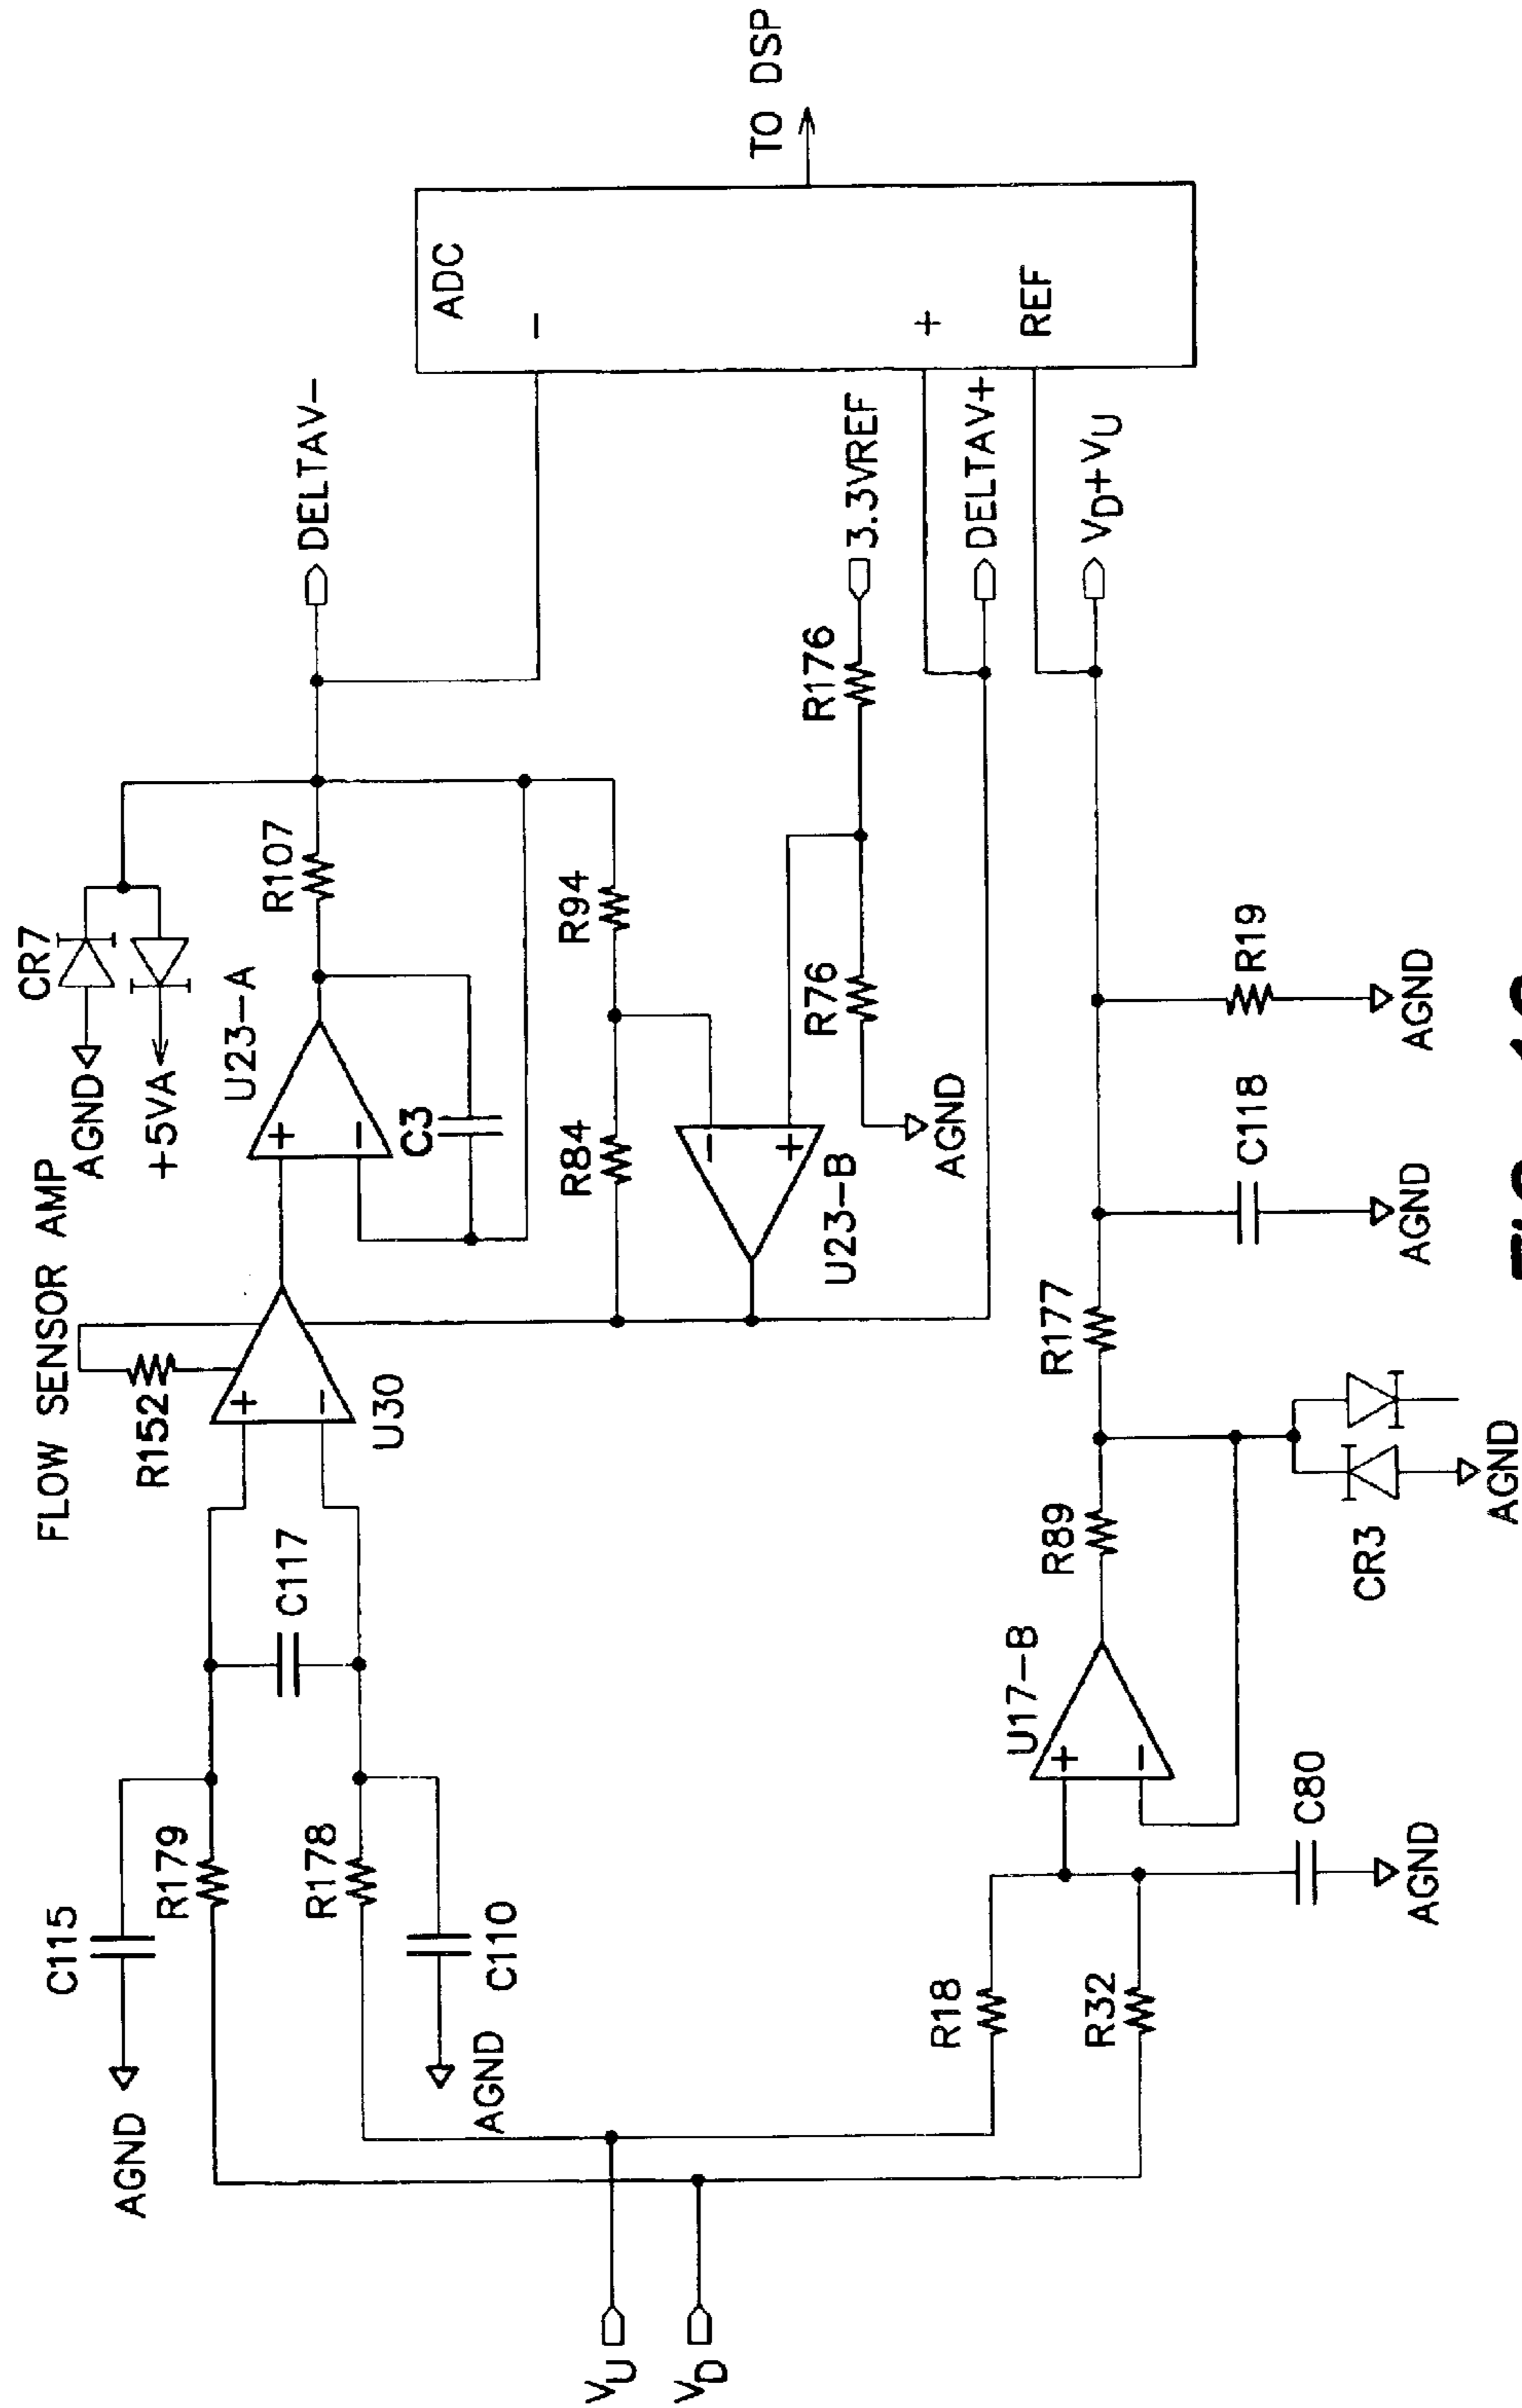 FLOW SENSOR AMP
AGND
C115
R179
R178
C110
AGND
C117
R152
U30
AGND
+5VA
CR7
U23-A
R107
C3
R84
R94
DELTAV-
U23-B
R76
R176
3.3VREF
AGND
DELTAV+
VD+VU
ADC
-
+
REF
TO DSP
VU
VD
R18
R32
C80
AGND
U17-B
R89
CR3
AGND
R177
C118
AGND
R19
AGND